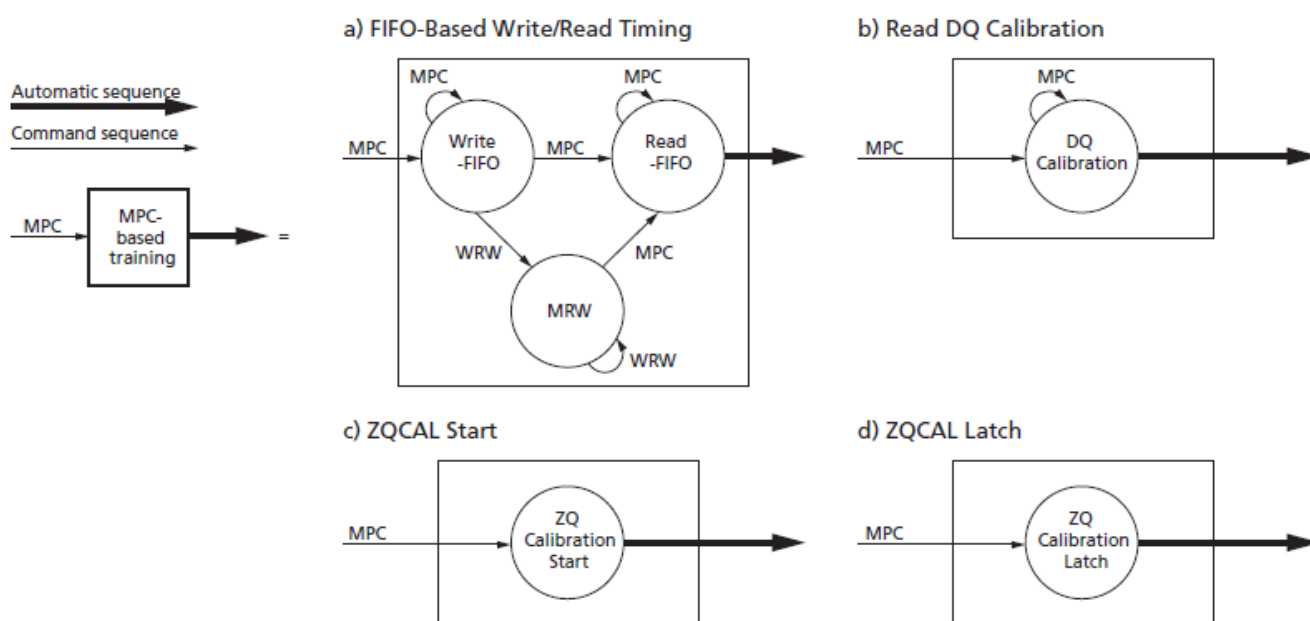 a) FIFO-Based Write/Read Timing
b) Read DQ Calibration
Automatic sequence
Command sequence
MPC
MPC-
based
training
=
MPC
MPC
MPC
Write
-FIFO
MPC
Read
-FIFO
WRW
MPC
MRW
WRW
MPC
MPC
DQ
Calibration
c) ZQCAL Start
d) ZQCAL Latch
MPC
ZQ
Calibration
Start
MPC
ZQ
Calibration
Latch